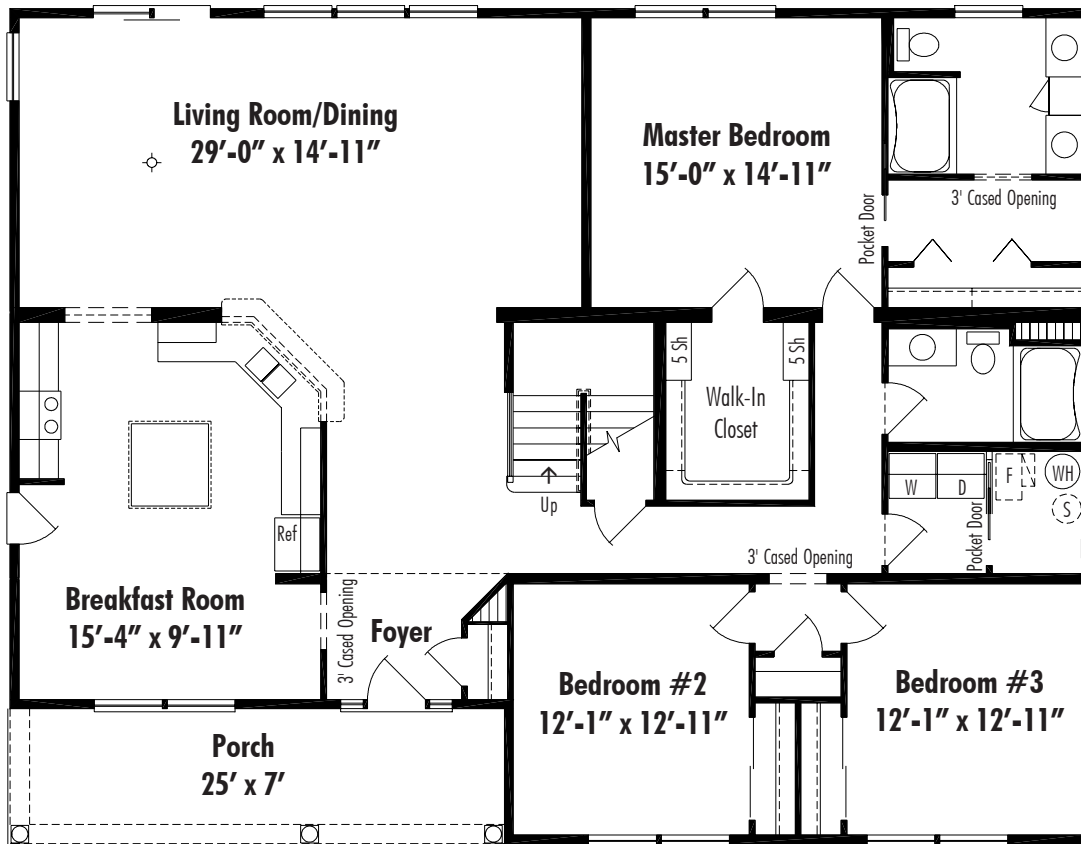 Living Room/Dining
29'-0" x 14'-11"
Master Bedroom
15'-0" x 14'-11"
Pocket Door
3' Cased Opening
5 Sh
5 Sh
Walk-In
Closet
Up
W
D
F
WH
S
Pocket Door
Ref
3' Cased Opening
Breakfast Room
15'-4" x 9'-11"
3' Cased Opening
Foyer
Bedroom #2
12'-1" x 12'-11"
Bedroom #3
12'-1" x 12'-11"
Porch
25' x 7'